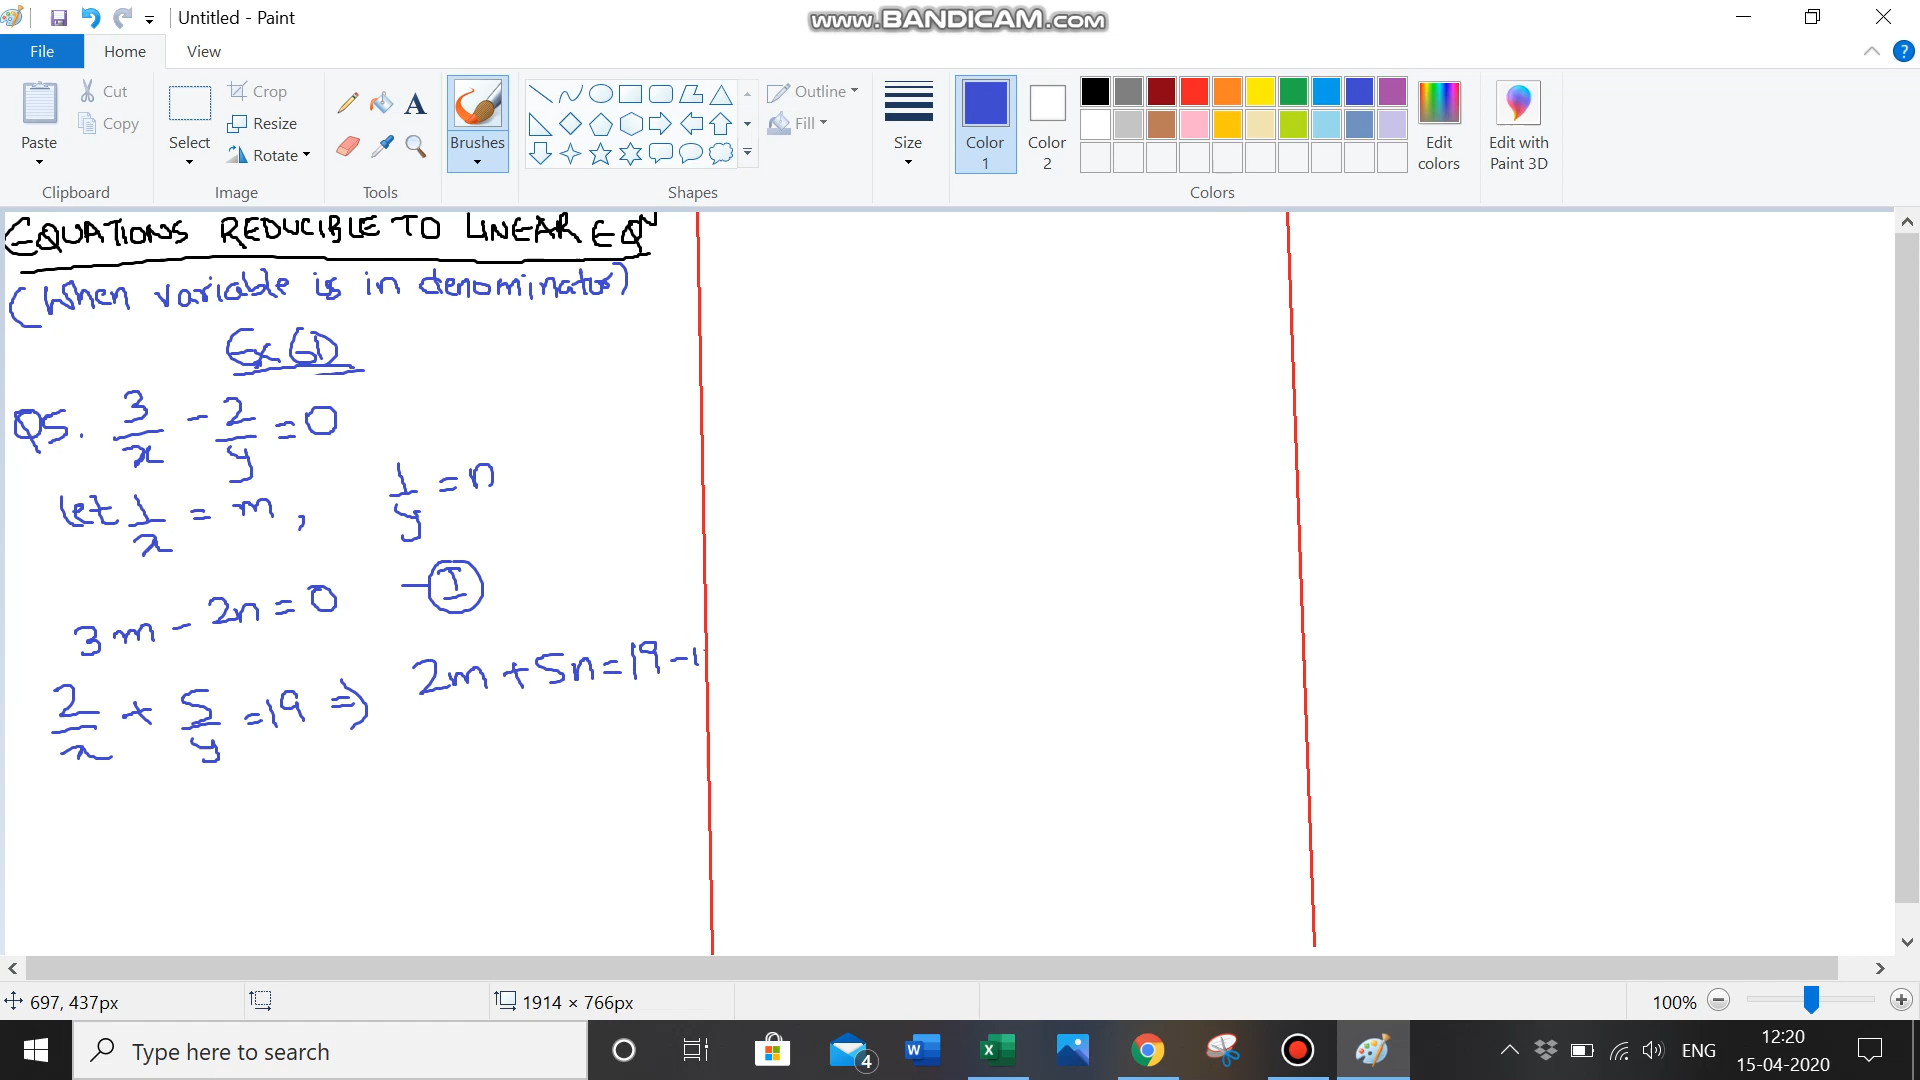 Untitled - Paint
www.BANDICAM.com
File Home View
Paste
Cut
Copy
Clipboard
Select
Crop
Resize
Rotate
Image
Tools
Brushes
Shapes
Outline
Fill
Size
Color 1
Color 2
Colors
Edit colors
Edit with Paint 3D
EQUATIONS REDUCIBLE TO LINEAR EQN
(When variable is in denominator)
Q5. 3/x - 2/y = 0
let 1/x = m, 1/y = n
3m - 2n = 0 - I
2/x + 5/y = 19 ⇒ 2m + 5n = 19 -
697, 437px
1914 × 766px
100%
Type here to search
4
ENG
12:20
15-04-2020